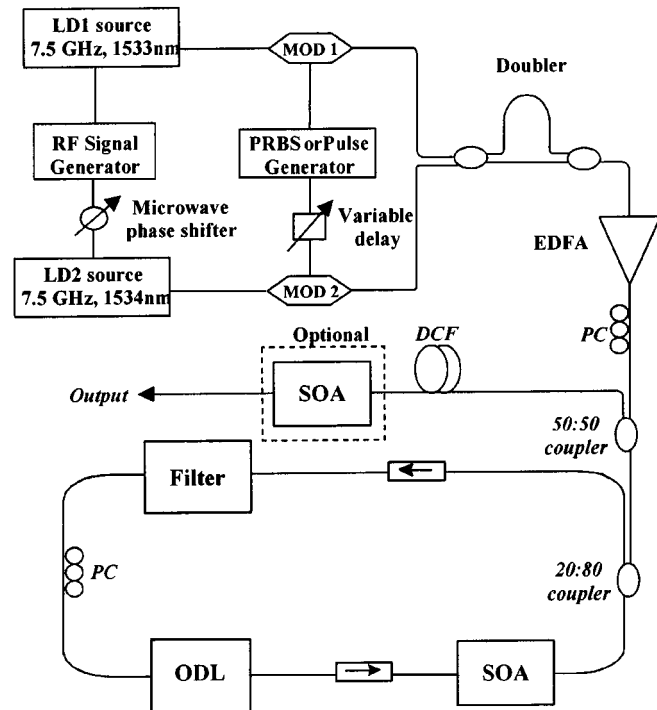 LD1 source
7.5 GHz, 1533nm
MOD 1
Doubler
RF Signal
Generator
PRBS orPulse
Generator
Microwave
phase shifter
Variable
delay
EDFA
LD2 source
7.5 GHz, 1534nm
MOD 2
PC
Optional
DCF
SOA
Output
50:50
coupler
Filter
PC
20:80
coupler
ODL
SOA